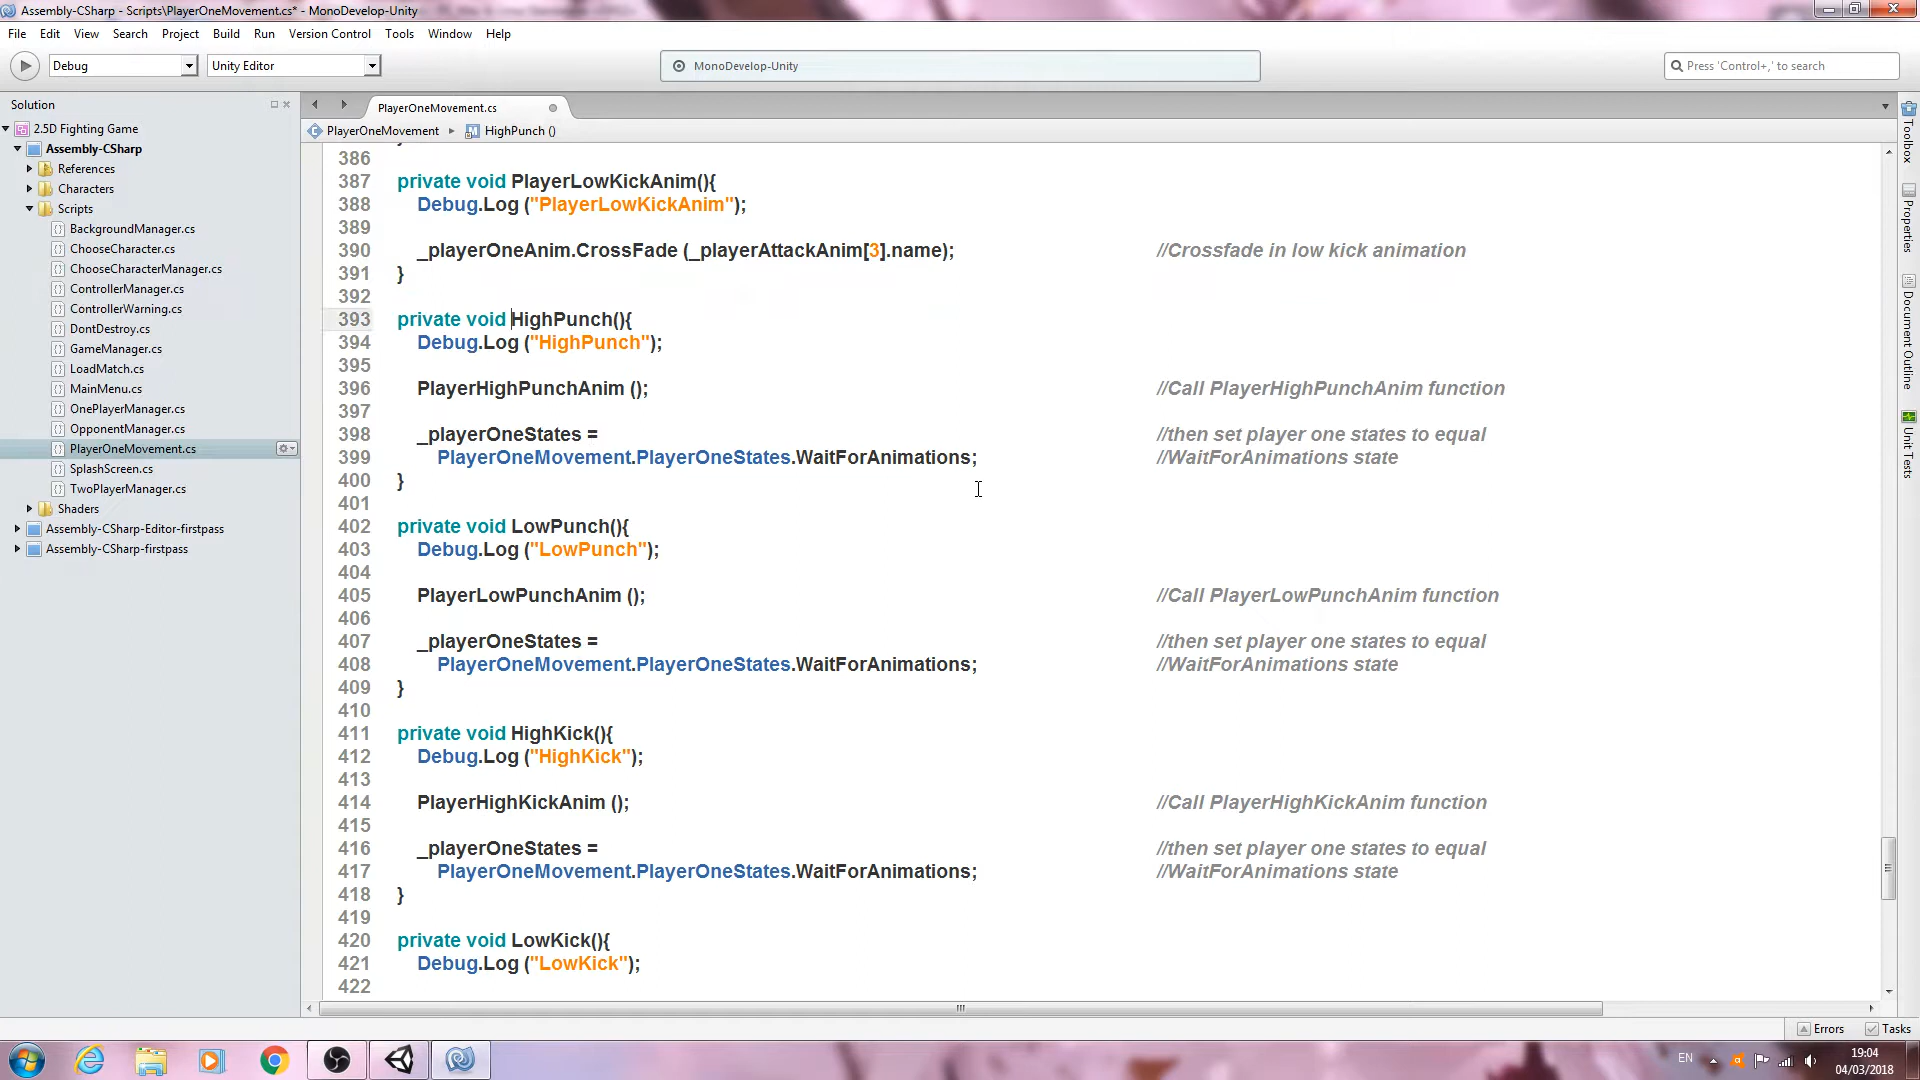 Assembly-CSharp - Scripts\PlayerOneMovement.cs* - MonoDevelop-Unity
File Edit View Search Project Build Run Version Control Tools Window Help
Debug Unity Editor MonoDevelop-Unity Press 'Control+,' to search
Solution
2.5D Fighting Game
Assembly-CSharp
References
Characters
Scripts
BackgroundManager.cs
ChooseCharacter.cs
ChooseCharacterManager.cs
ControllerManager.cs
ControllerWarning.cs
DontDestroy.cs
GameManager.cs
LoadMatch.cs
MainMenu.cs
OnePlayerManager.cs
OpponentManager.cs
PlayerOneMovement.cs
SplashScreen.cs
TwoPlayerManager.cs
Shaders
Assembly-CSharp-Editor-firstpass
Assembly-CSharp-firstpass
PlayerOneMovement.cs
PlayerOneMovement HighPunch ()
386
387 private void PlayerLowKickAnim(){
388 Debug.Log ("PlayerLowKickAnim");
389
390 _playerOneAnim.CrossFade (_playerAttackAnim[3].name); //Crossfade in low kick animation
391 }
392
393 private void HighPunch(){
394 Debug.Log ("HighPunch");
395
396 PlayerHighPunchAnim (); //Call PlayerHighPunchAnim function
397
398 _playerOneStates = //then set player one states to equal
399 PlayerOneMovement.PlayerOneStates.WaitForAnimations; //WaitForAnimations state
400 }
401
402 private void LowPunch(){
403 Debug.Log ("LowPunch");
404
405 PlayerLowPunchAnim (); //Call PlayerLowPunchAnim function
406
407 _playerOneStates = //then set player one states to equal
408 PlayerOneMovement.PlayerOneStates.WaitForAnimations; //WaitForAnimations state
409 }
410
411 private void HighKick(){
412 Debug.Log ("HighKick");
413
414 PlayerHighKickAnim (); //Call PlayerHighKickAnim function
415
416 _playerOneStates = //then set player one states to equal
417 PlayerOneMovement.PlayerOneStates.WaitForAnimations; //WaitForAnimations state
418 }
419
420 private void LowKick(){
421 Debug.Log ("LowKick");
422
Toolbox
Properties
Document Outline
Unit Tests
Errors Tasks
EN
19:04
04/03/2018